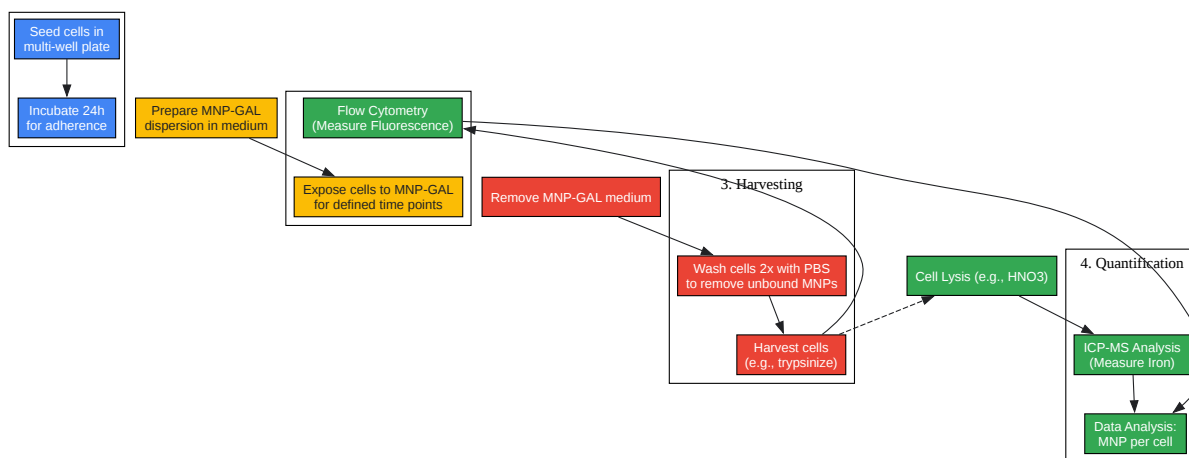 Seed cells in
multi-well plate
Incubate 24h
for adherence
Prepare MNP-GAL
dispersion in medium
Flow Cytometry
(Measure Fluorescence)
Expose cells to MNP-GAL
for defined time points
Remove MNP-GAL medium
3. Harvesting
Wash cells 2x with PBS
to remove unbound MNPs
Harvest cells
(e.g., trypsinize)
Cell Lysis (e.g., HNO3)
4. Quantification
ICP-MS Analysis
(Measure Iron)
Data Analysis:
MNP per cell